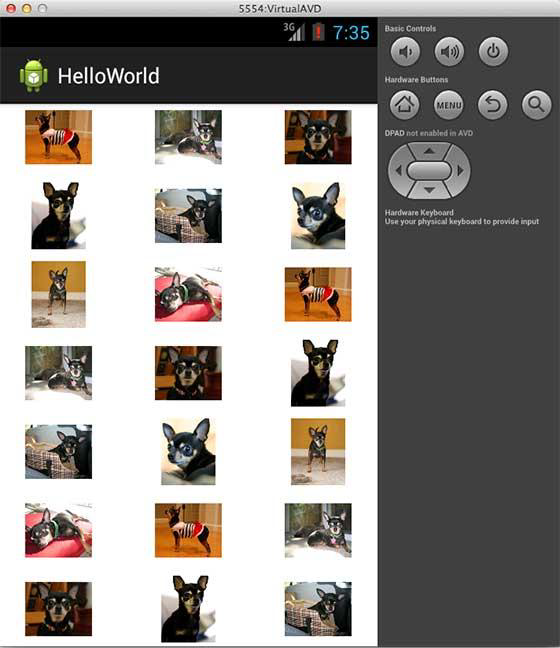 5554:VirtualAVD
3G
7:35
HelloWorld
Basic Controls
Hardware Buttons
MENU
DPAD not enabled in AVD
Hardware Keyboard
Use your physical keyboard to provide input